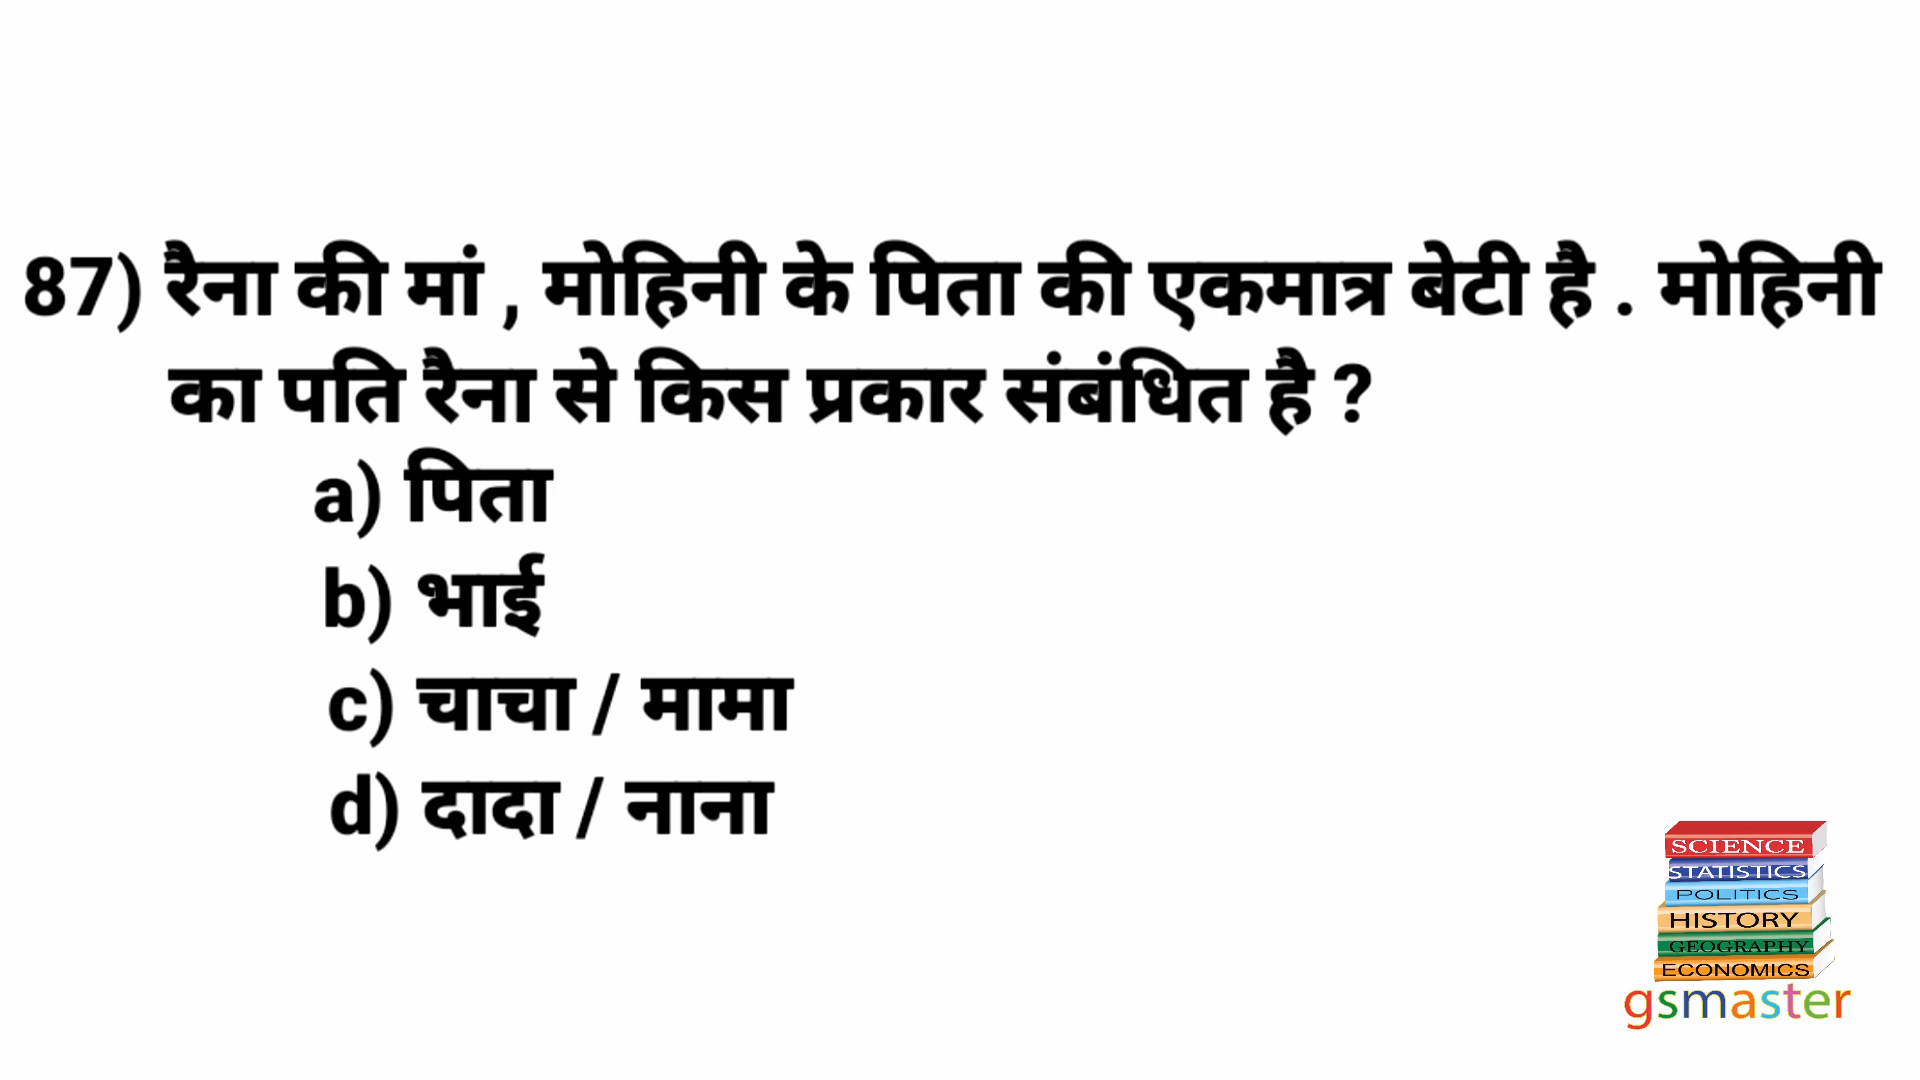 87) रैना की मां , मोहिनी के पिता की एकमात्र बेटी है . मोहिनी
का पति रैना से किस प्रकार संबंधित है ?
a) पिता
b) भाई
c) चाचा / मामा
d) दादा / नाना
SCIENCE
STATISTICS
POLITICS
HISTORY
GEOGRAPHY
ECONOMICS
gsmaster